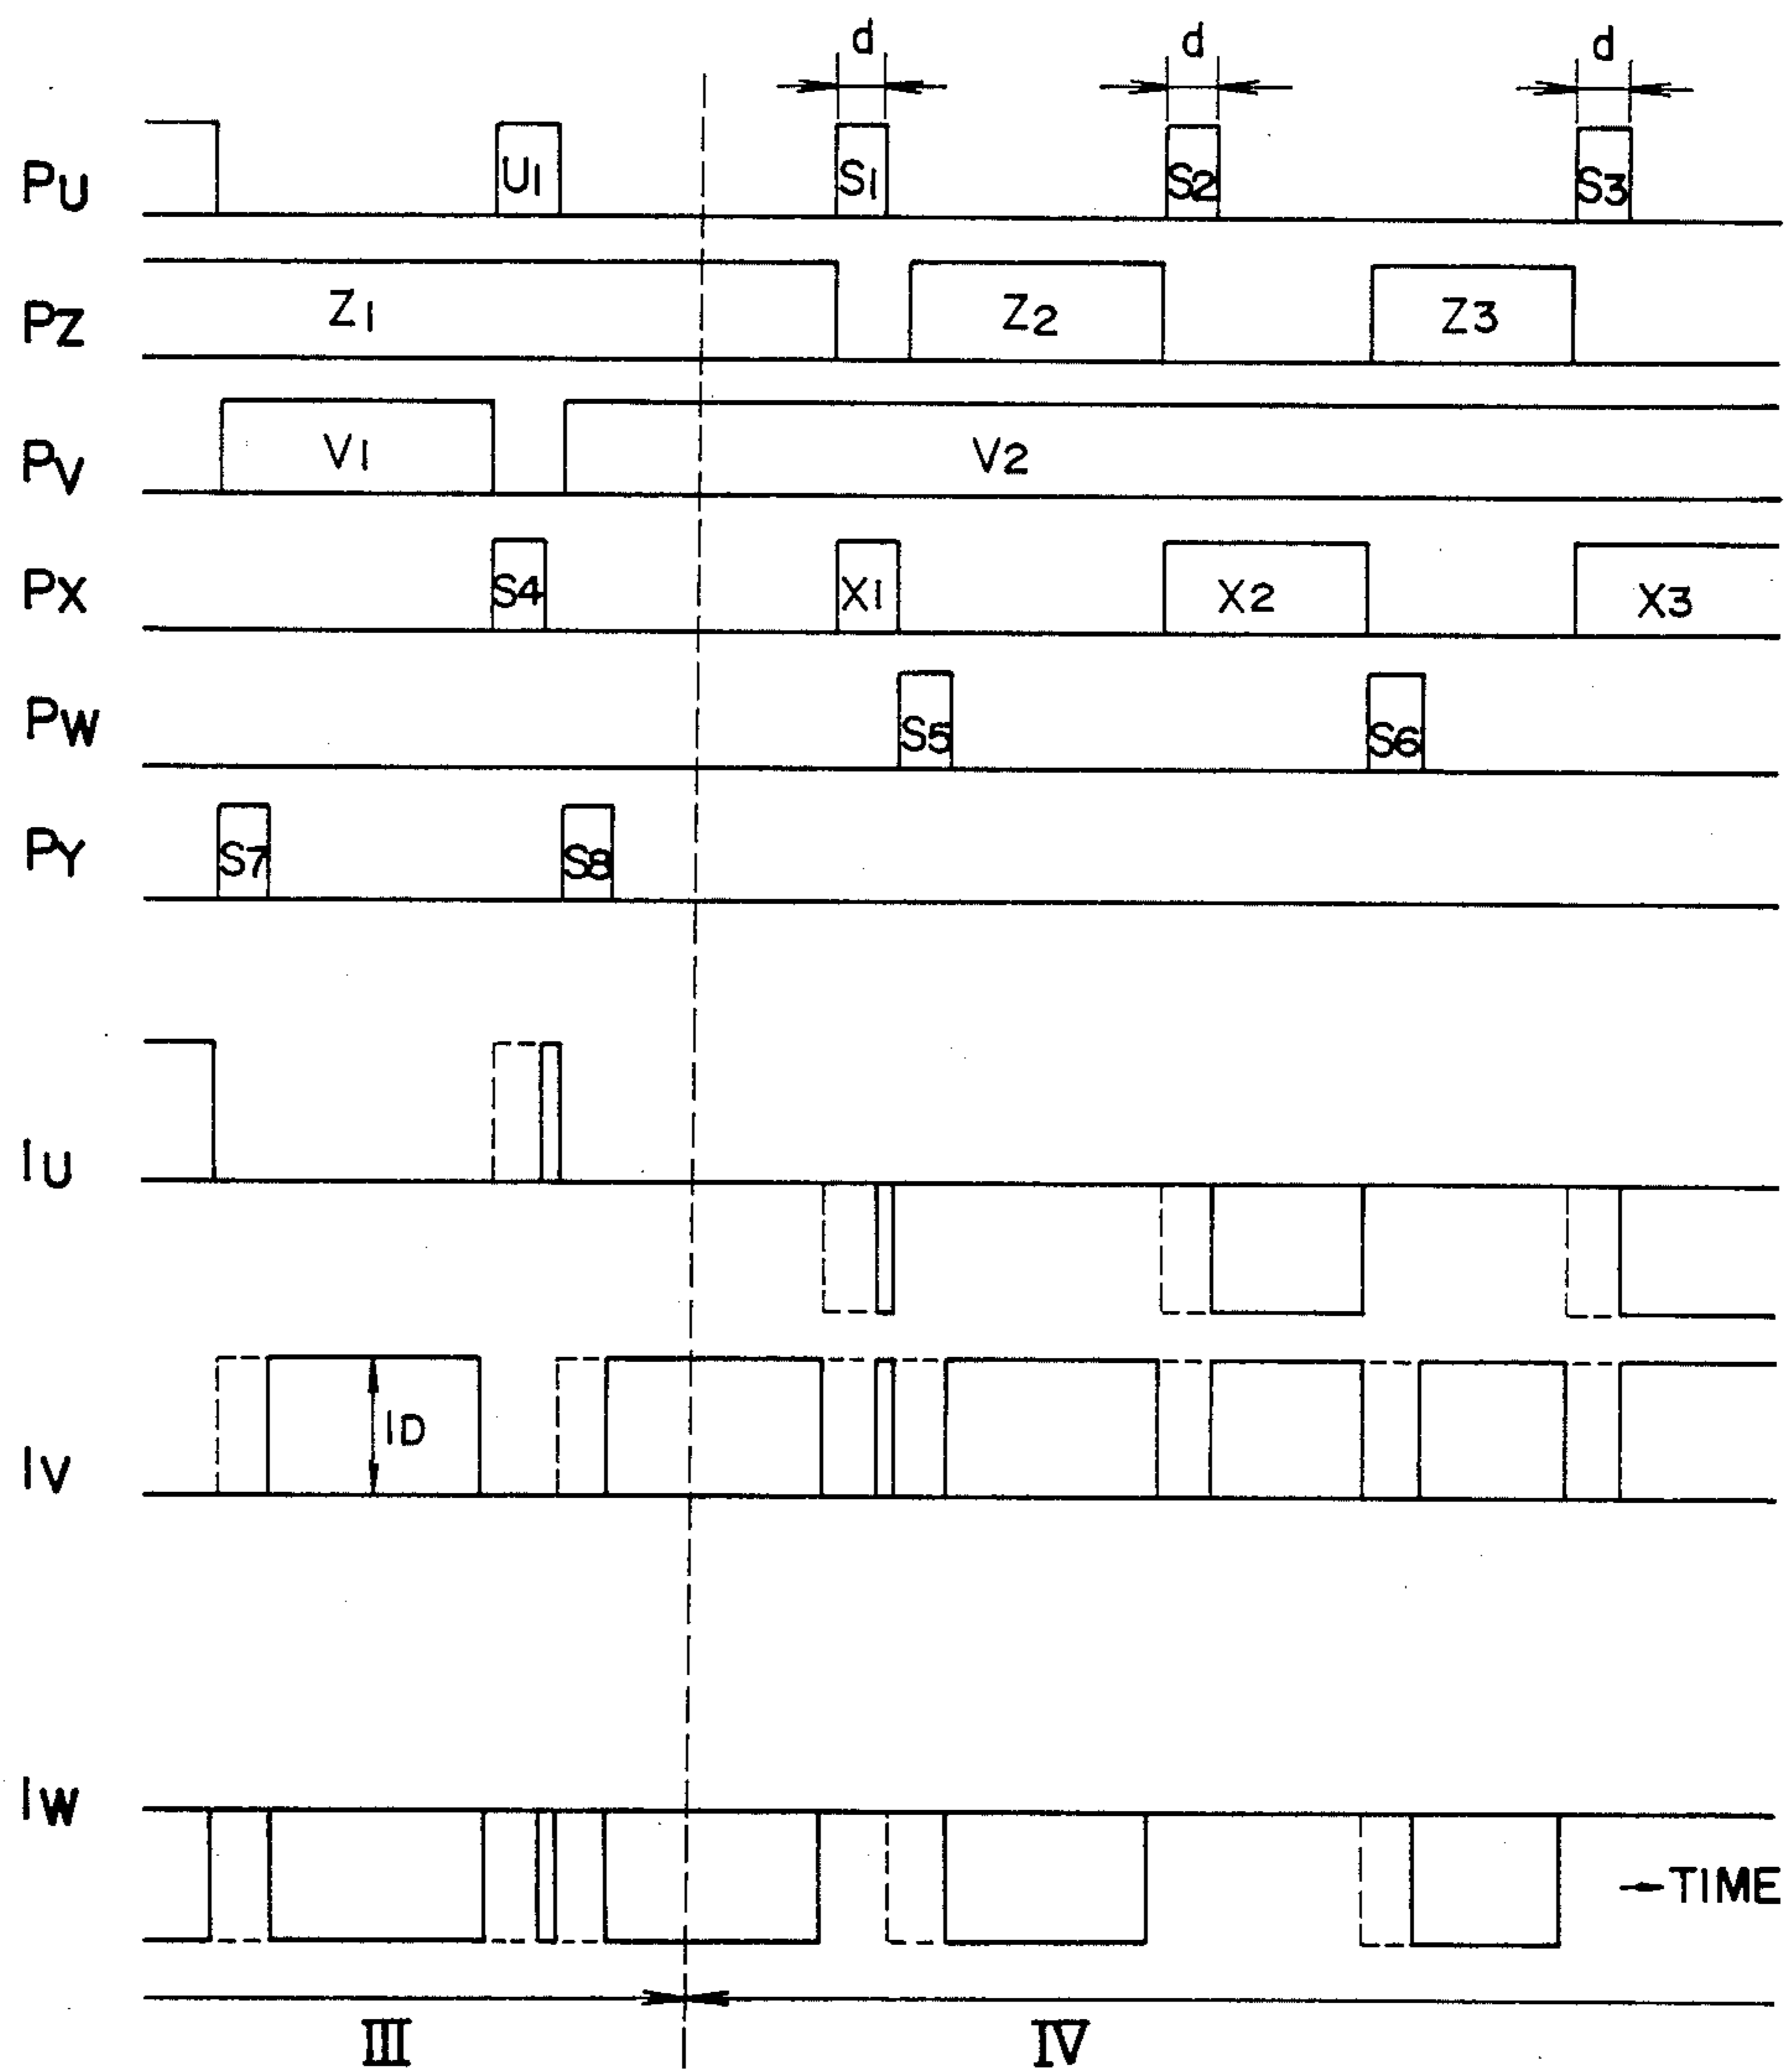 d d d
PU U1 S1 S2 S3
PZ Z1 Z2 Z3
PV V1 V2
PX S4 X1 X2 X3
PW S5 S6
PY S7 S8
IU
IV ID
IW
TIME
III IV